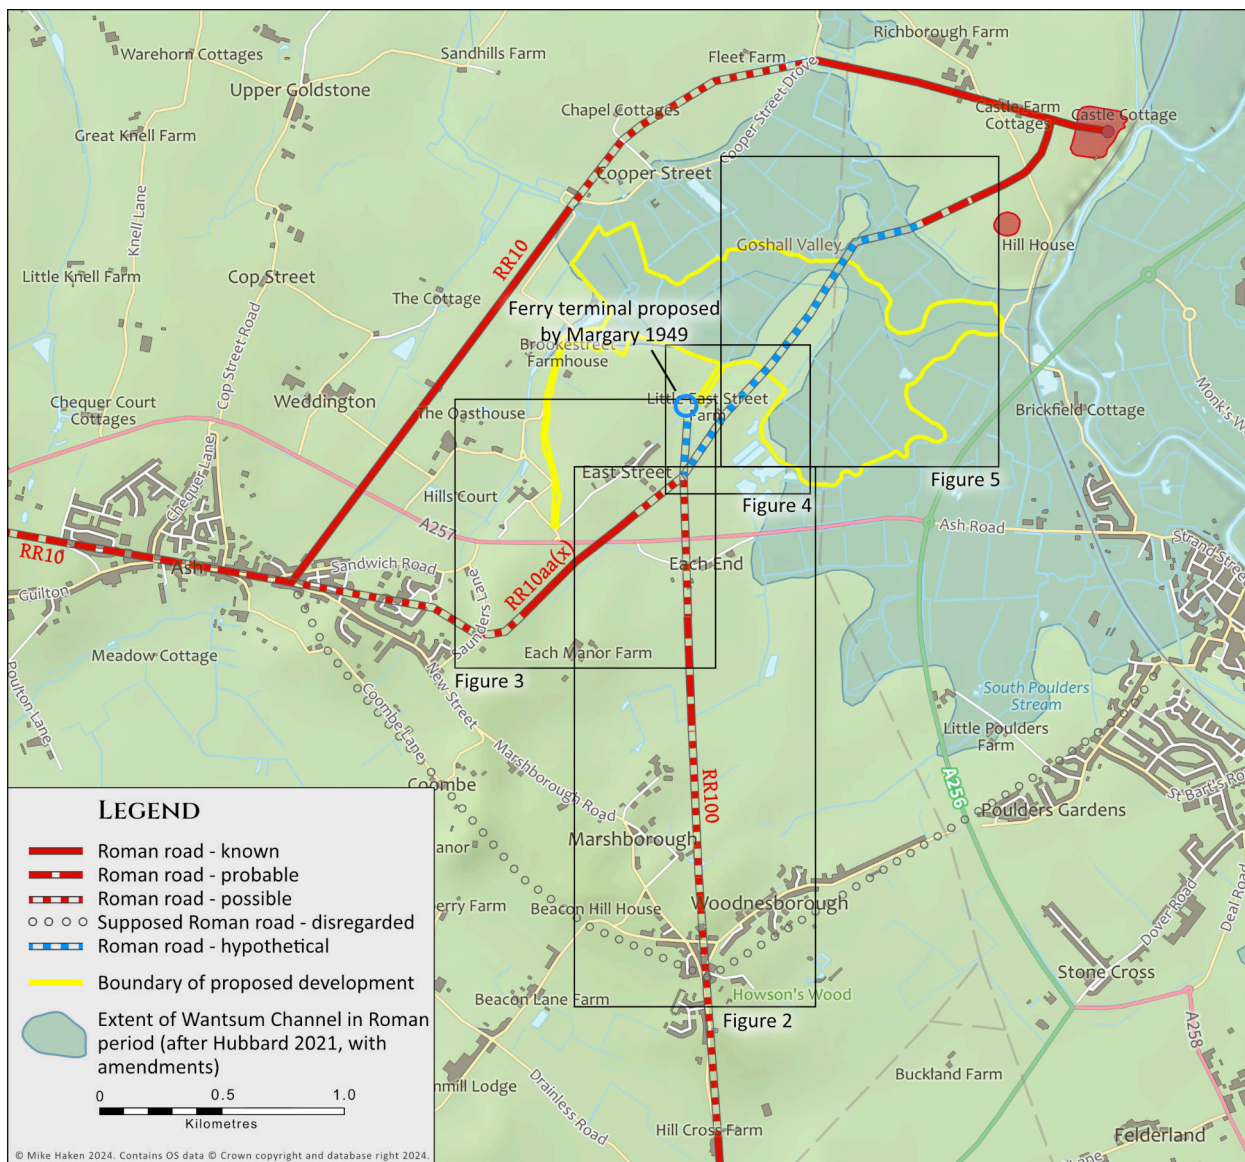 Warehorn Cottages
Sandhills Farm
Fleet Farm
Richborough Farm
Upper Goldstone
Chapel Cottages
Cooper Street Drove
Castle Farm
Cottages
Castle Cottage
Great Knell Farm
Knell Lane
Cooper Street
Goshall Valley
Hill House
Little Knell Farm
Cop Street
RR10
The Cottage
Ferry terminal proposed
by Margary 1949
Brookestreet
Farmhouse
Cop Street Road
Chequer Court
Cottages
Weddington
The Oasthouse
Little East Street
Farm
Brickfield Cottage
Monk's W
Chequer Lane
Hills Court
East Street
Figure 5
Figure 4
A257
Ash Road
Strand Street
RR10
Ash
Sandwich Road
RR10aa(x)
Each End
Guilton
Saunders Lane
Meadow Cottage
Each Manor Farm
Poulton Lane
New Street
Figure 3
South Poulders
Stream
Coombe Lane
Little Poulders
Farm
Marshborough Road
RR100
A256
St Bart's Ro
Coombe
Poulders Gardens
LEGEND
Roman road - known
Roman road - probable
Roman road - possible
Supposed Roman road - disregarded
Roman road - hypothetical
Boundary of proposed development
Extent of Wantsum Channel in Roman
period (after Hubbard 2021, with
amendments)
0 0.5 1.0
Kilometres
© Mike Haken 2024. Contains OS data © Crown copyright and database right 2024.
Marshborough
anor
erry Farm
Beacon Hill House
Woodnesborough
Dover Road
Deal Road
Stone Cross
Beacon Lane Farm
Howson's Wood
Figure 2
A258
nmill Lodge
Drainless Road
Buckland Farm
Hill Cross Farm
Felderland